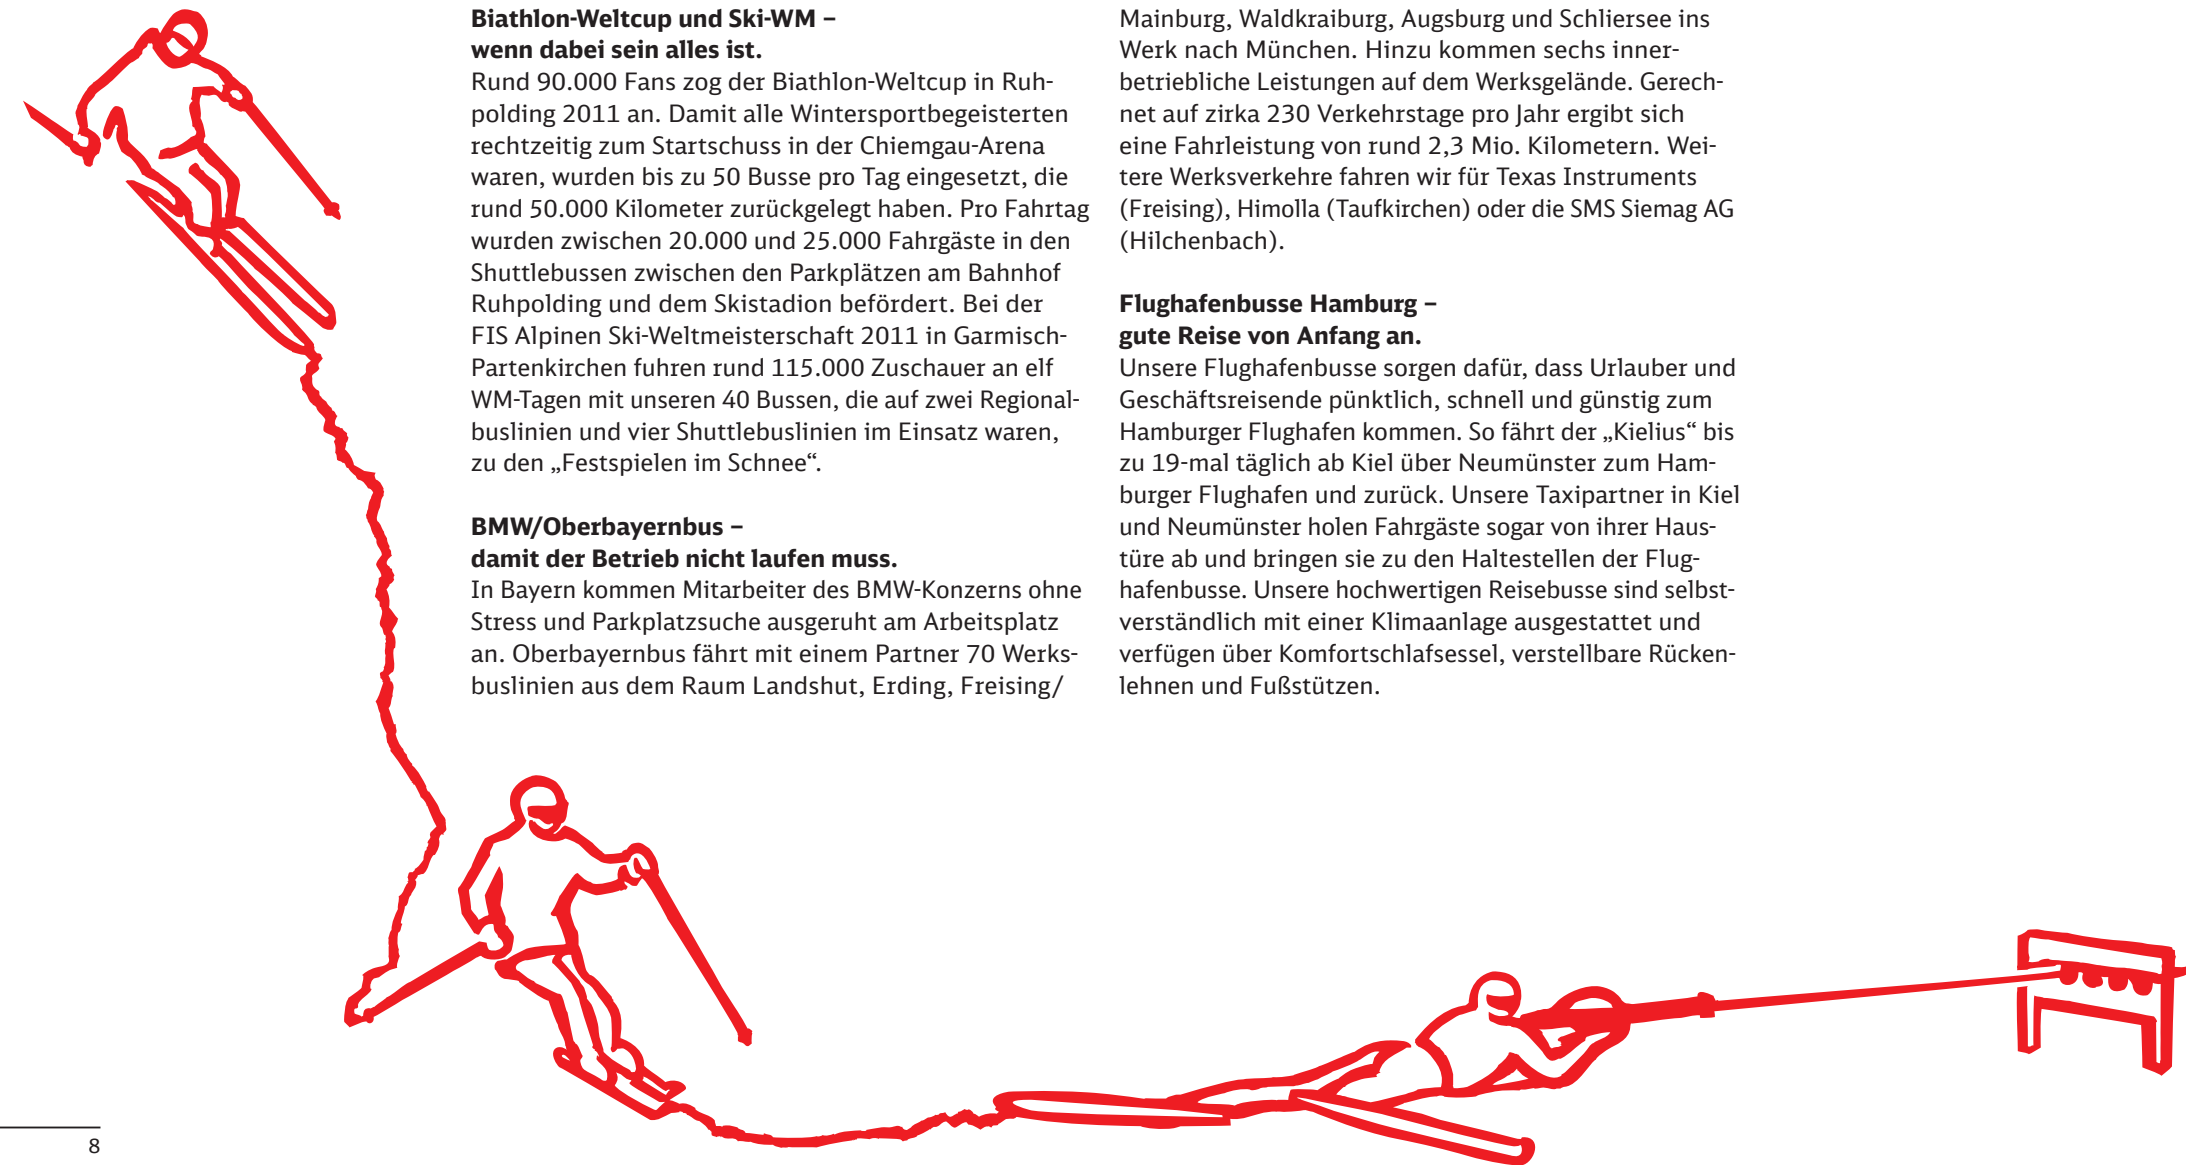 Biathlon-Weltcup und Ski-WM –
wenn dabei sein alles ist.
Rund 90.000 Fans zog der Biathlon-Weltcup in Ruh-
polding 2011 an. Damit alle Wintersportbegeisterten
rechtzeitig zum Startschuss in der Chiemgau-Arena
waren, wurden bis zu 50 Busse pro Tag eingesetzt, die
rund 50.000 Kilometer zurückgelegt haben. Pro Fahrtag
wurden zwischen 20.000 und 25.000 Fahrgäste in den
Shuttlebussen zwischen den Parkplätzen am Bahnhof
Ruhpolding und dem Skistadion befördert. Bei der
FIS Alpinen Ski-Weltmeisterschaft 2011 in Garmisch-
Partenkirchen fuhren rund 115.000 Zuschauer an elf
WM-Tagen mit unseren 40 Bussen, die auf zwei Regional-
buslinien und vier Shuttlebuslinien im Einsatz waren,
zu den „Festspielen im Schnee“.
BMW/Oberbayernbus –
damit der Betrieb nicht laufen muss.
In Bayern kommen Mitarbeiter des BMW-Konzerns ohne
Stress und Parkplatzsuche ausgeruht am Arbeitsplatz
an. Oberbayernbus fährt mit einem Partner 70 Werks-
buslinien aus dem Raum Landshut, Erding, Freising/
Mainburg, Waldkraiburg, Augsburg und Schliersee ins
Werk nach München. Hinzu kommen sechs inner-
betriebliche Leistungen auf dem Werksgelände. Gerech-
net auf zirka 230 Verkehrstage pro Jahr ergibt sich
eine Fahrleistung von rund 2,3 Mio. Kilometern. Wei-
tere Werksverkehre fahren wir für Texas Instruments
(Freising), Himolla (Taufkirchen) oder die SMS Siemag AG
(Hilchenbach).
Flughafenbusse Hamburg –
gute Reise von Anfang an.
Unsere Flughafenbusse sorgen dafür, dass Urlauber und
Geschäftsreisende pünktlich, schnell und günstig zum
Hamburger Flughafen kommen. So fährt der „Kielius“ bis
zu 19-mal täglich ab Kiel über Neumünster zum Ham-
burger Flughafen und zurück. Unsere Taxipartner in Kiel
und Neumünster holen Fahrgäste sogar von ihrer Haus-
türe ab und bringen sie zu den Haltestellen der Flug-
hafenbusse. Unsere hochwertigen Reisebusse sind selbst-
verständlich mit einer Klimaanlage ausgestattet und
verfügen über Komfortschlafsessel, verstellbare Rücken-
lehnen und Fußstützen.
8